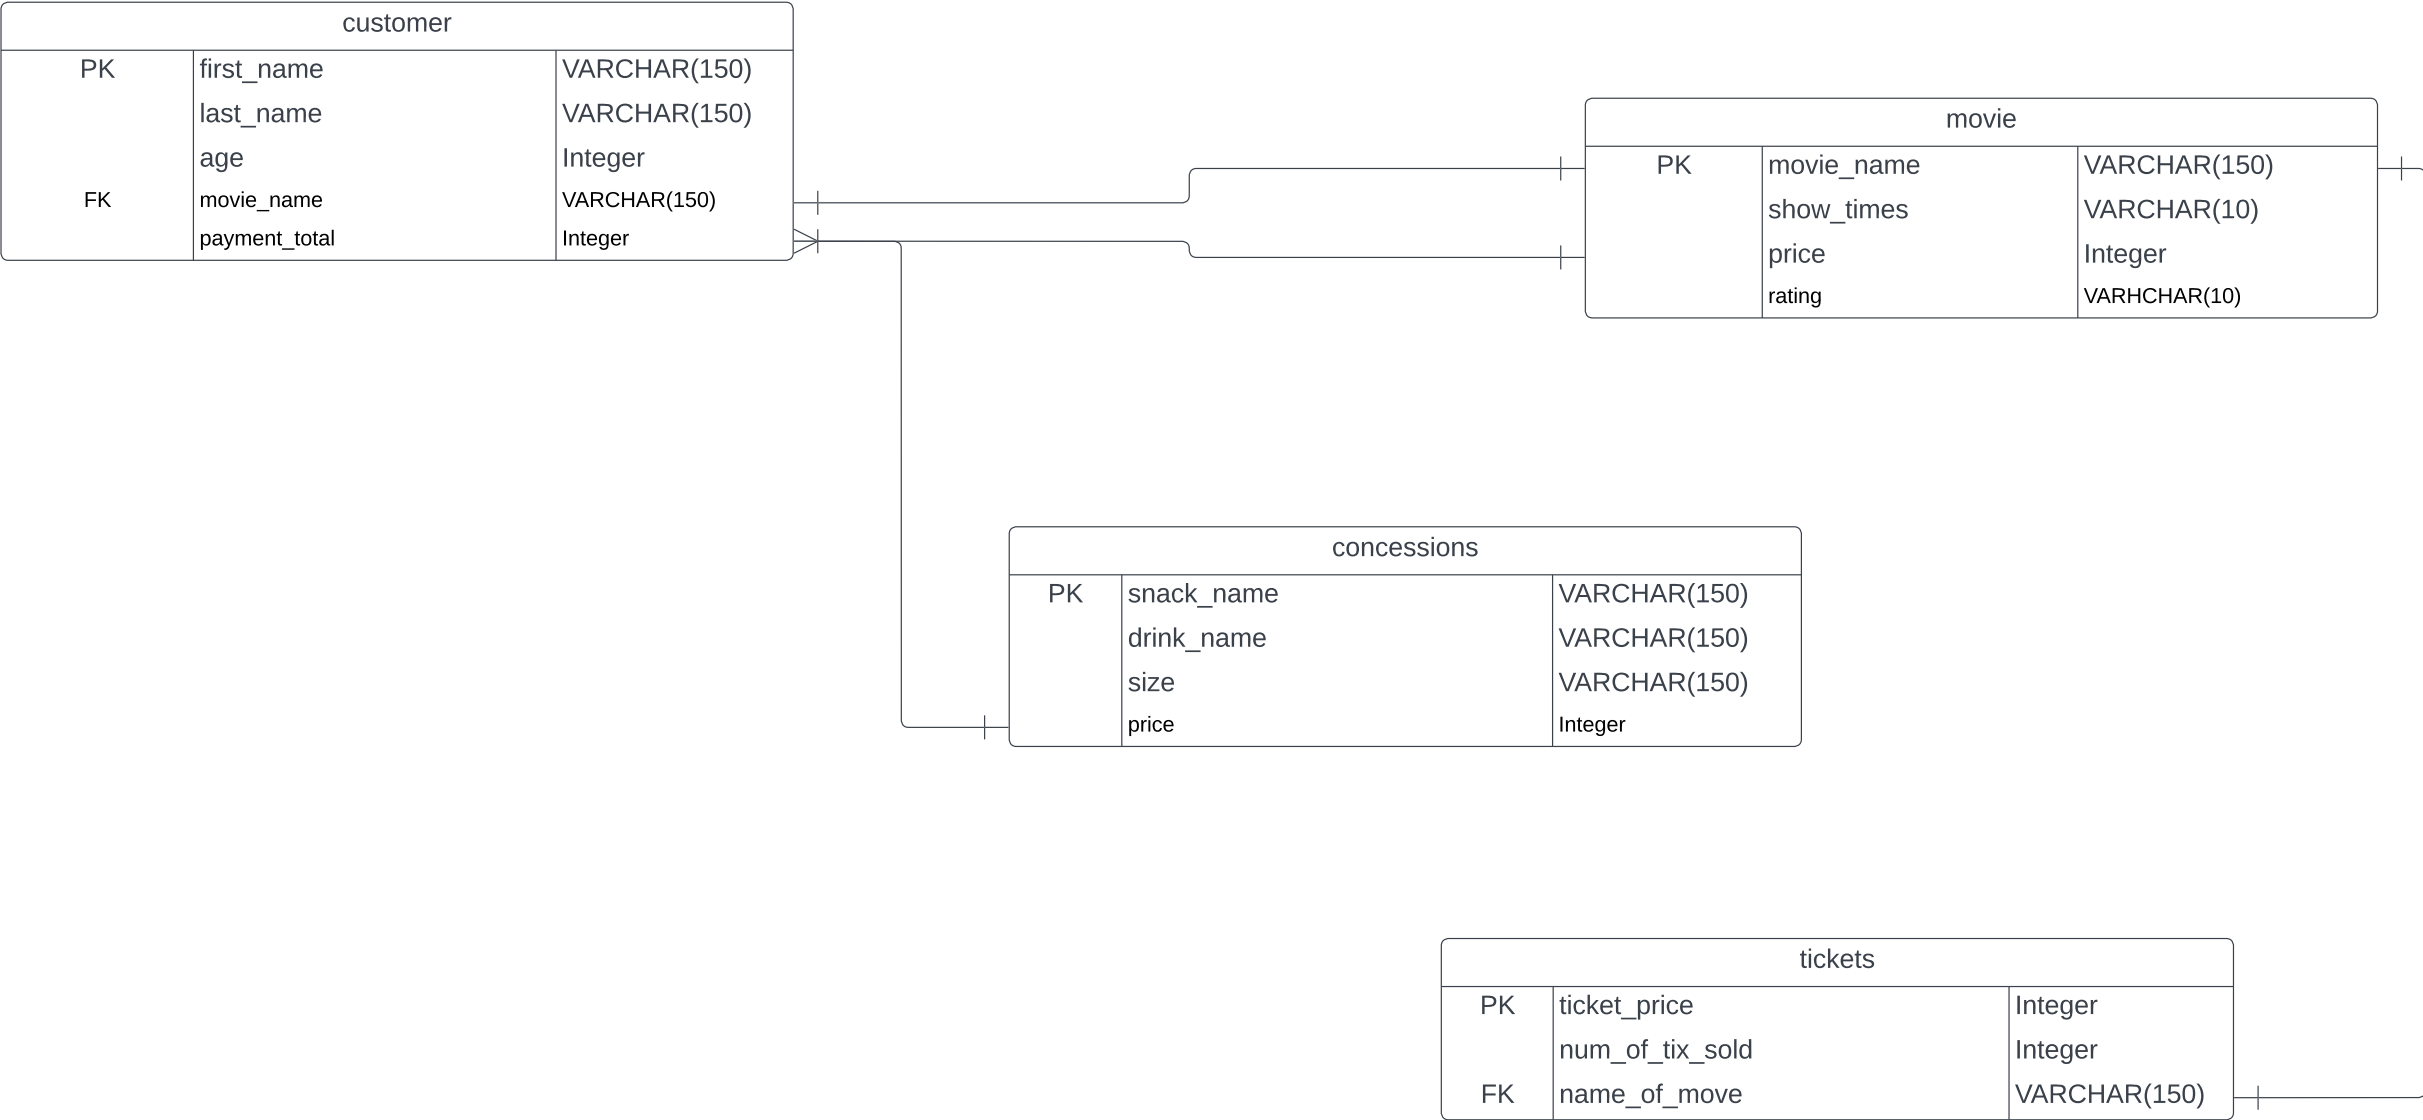 customer
PK first_name VARCHAR(150)
last_name VARCHAR(150)
age Integer
FK movie_name VARCHAR(150)
payment_total Integer
movie
PK movie_name VARCHAR(150)
show_times VARCHAR(10)
price Integer
rating VARHCHAR(10)
concessions
PK snack_name VARCHAR(150)
drink_name VARCHAR(150)
size VARCHAR(150)
price Integer
tickets
PK ticket_price Integer
num_of_tix_sold Integer
FK name_of_move VARCHAR(150)